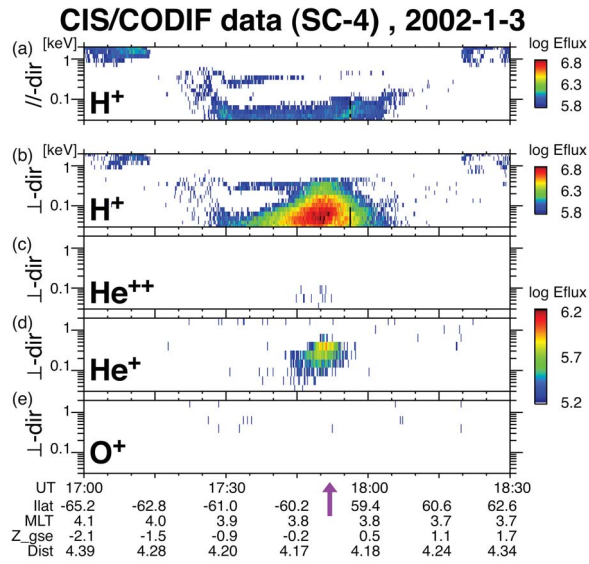 CIS/CODIF data (SC-4) , 2002-1-3
(a) [keV] log Eflux
1 6.8
//-dir 6.3
0.1 5.8
H+
(b) [keV] log Eflux
1 6.8
⊥-dir 6.3
0.1 5.8
H+
(c)
1
⊥-dir
0.1
He++ log Eflux
(d) 6.2
1
⊥-dir 5.7
0.1
He+ 5.2
(e)
1
⊥-dir
0.1
O+
UT 17:00 17:30 18:00 18:30
Ilat -65.2 -62.8 -61.0 -60.2 59.4 60.6 62.6
MLT 4.1 4.0 3.9 3.8 3.8 3.7 3.7
Z_gse -2.1 -1.5 -0.9 -0.2 0.5 1.1 1.7
Dist 4.39 4.28 4.20 4.17 4.18 4.24 4.34